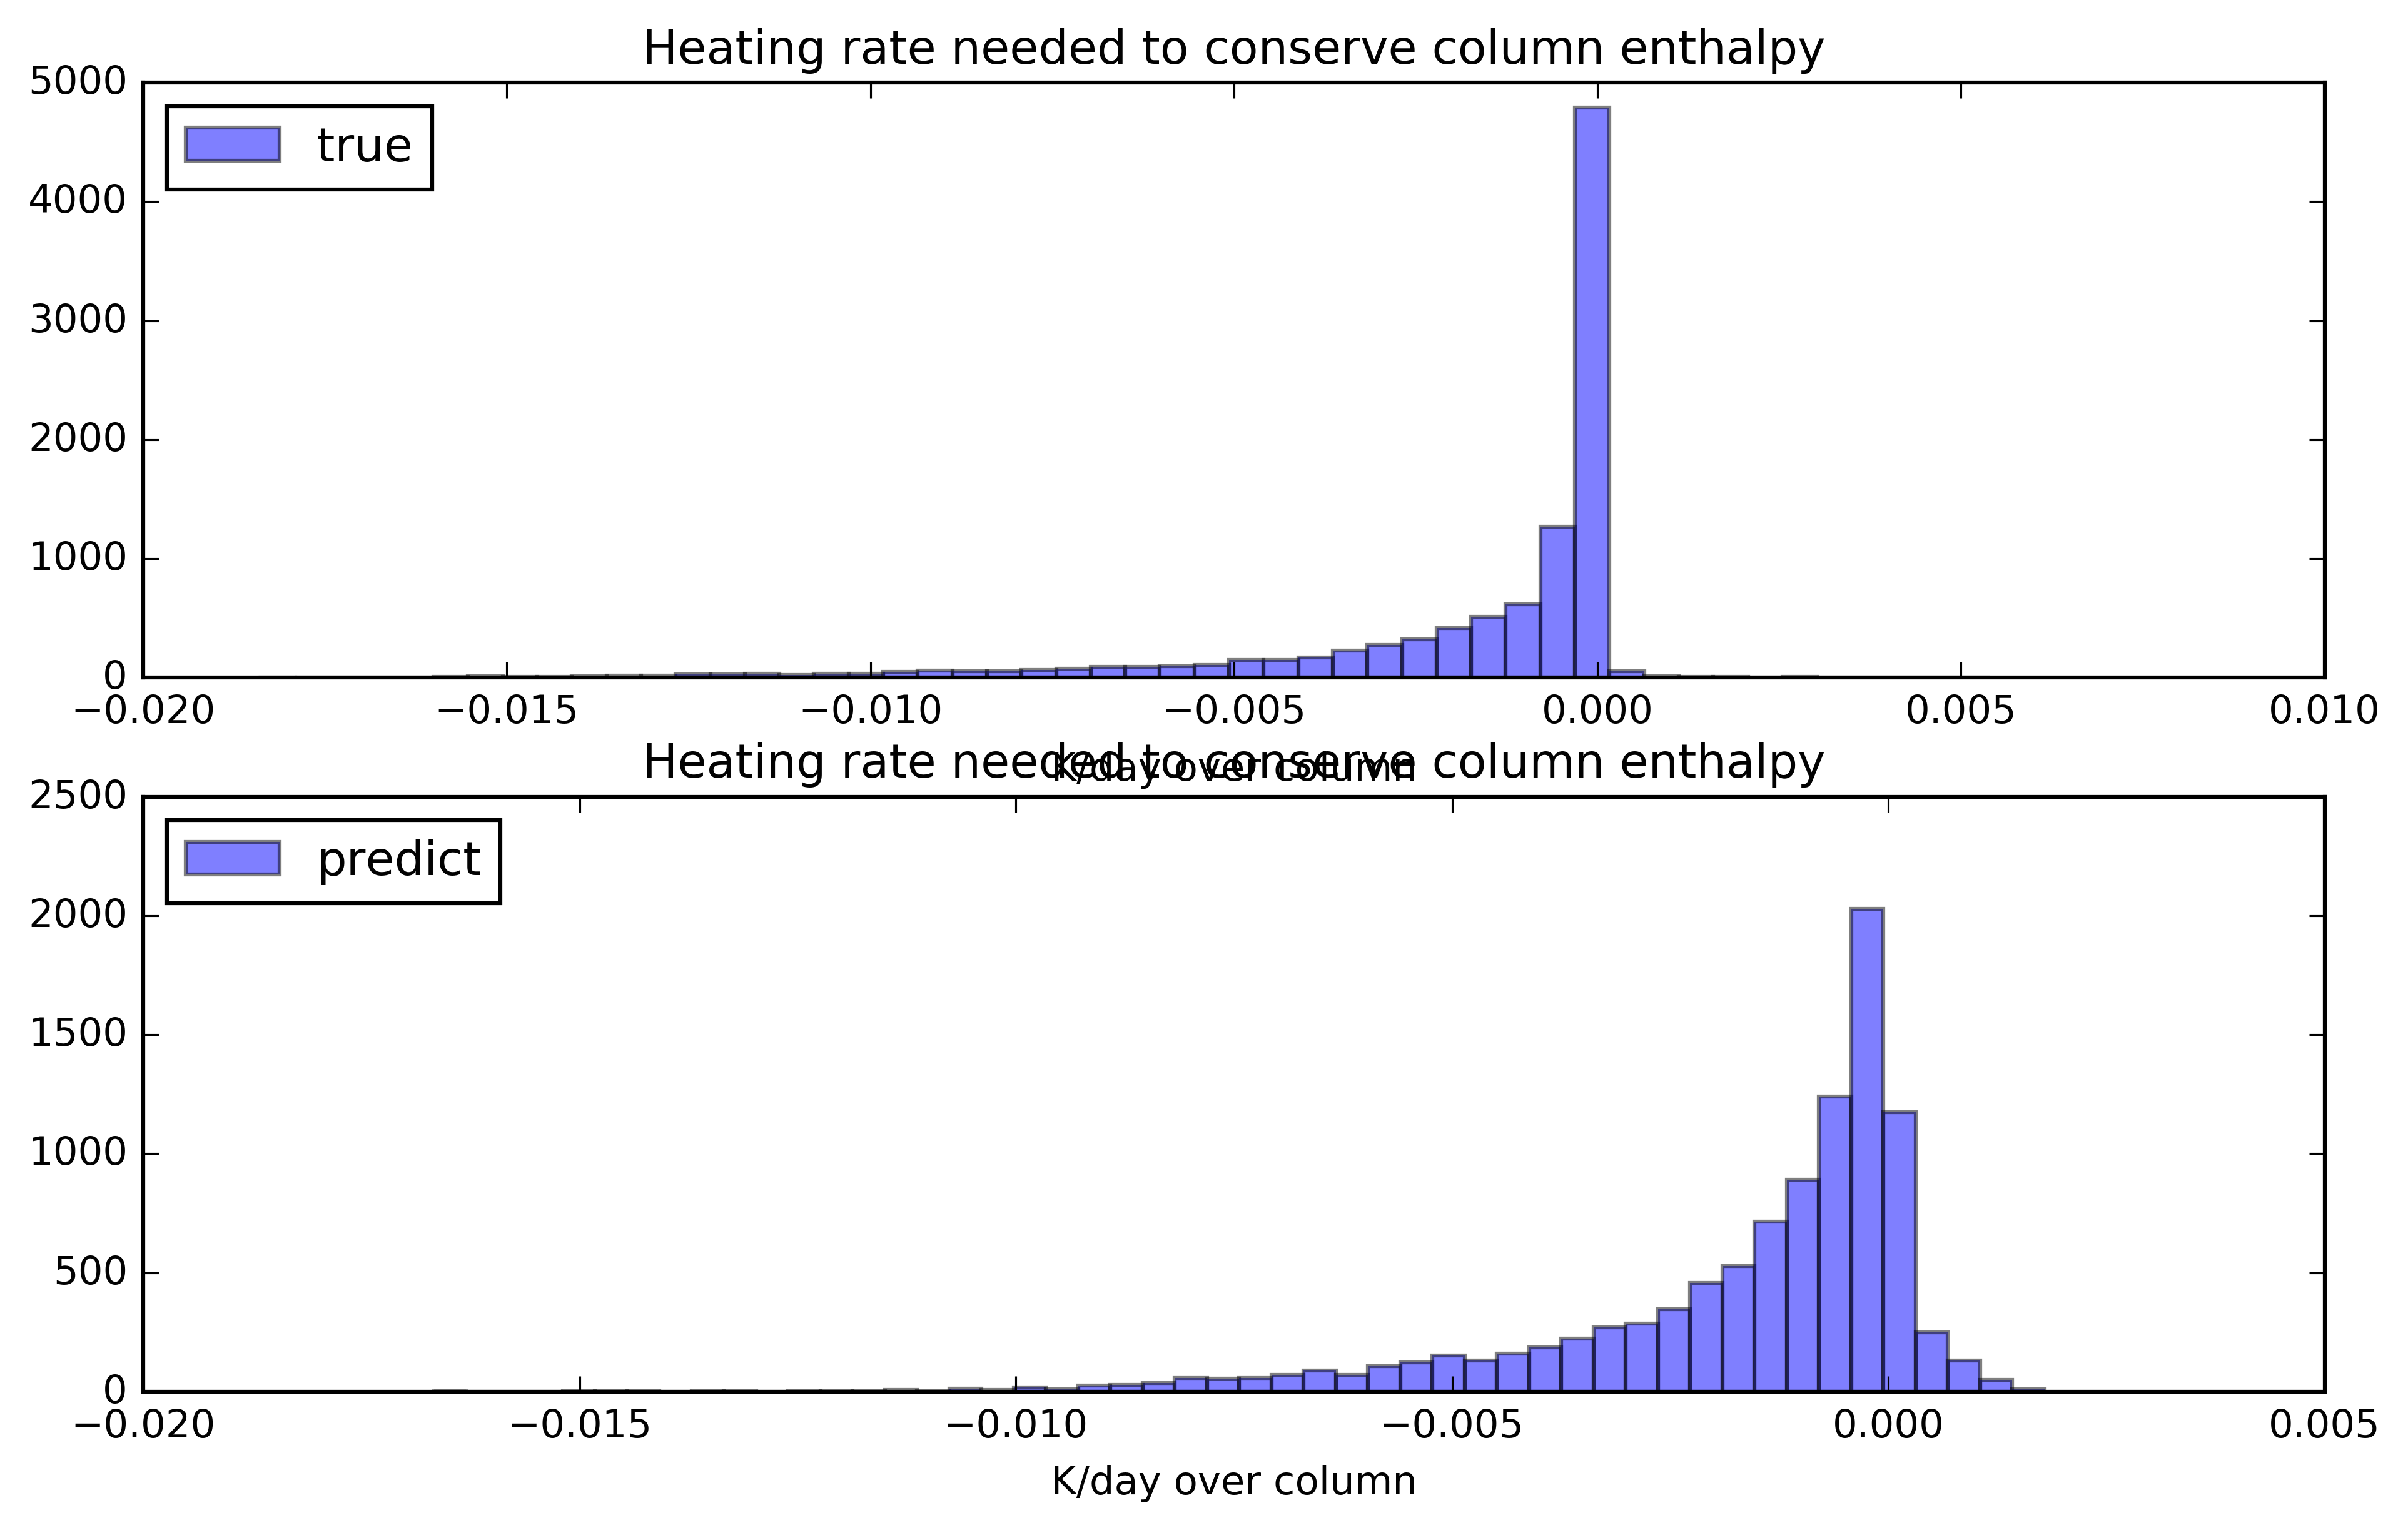 Heating rate needed to conserve column enthalpy
5000
4000
3000
2000
1000
0
true
−0.020 −0.015 −0.010 −0.005 0.000 0.005 0.010
K/day over column
Heating rate needed to conserve column enthalpy
2500
2000
1500
1000
500
0
predict
−0.020 −0.015 −0.010 −0.005 0.000 0.005
K/day over column